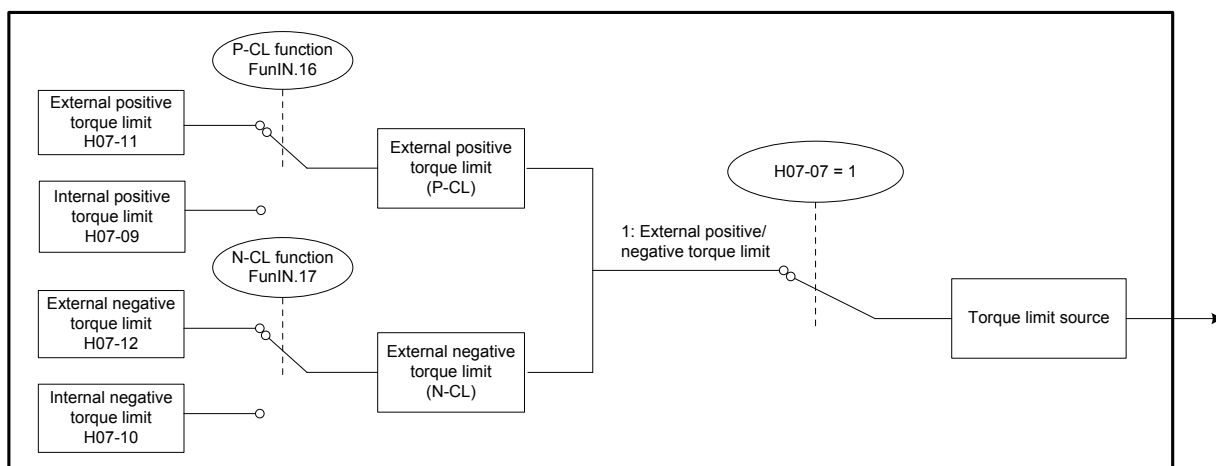 P-CL function
FunIN.16
External positive
torque limit
H07-11
External positive
torque limit
(P-CL)
Internal positive
torque limit
H07-09
H07-07 = 1
1: External positive/
negative torque limit
N-CL function
FunIN.17
External negative
torque limit
H07-12
External negative
torque limit
(N-CL)
Internal negative
torque limit
H07-10
Torque limit source